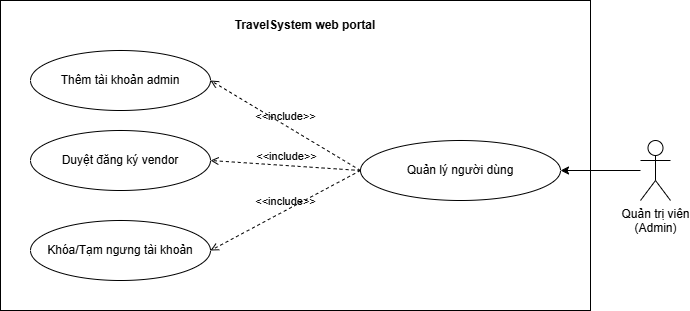 TravelSystem web portal
Thêm tài khoản admin
<<include>>
Duyệt đăng ký vendor
<<include>>
Quản lý người dùng
<<include>>
Khóa/Tạm ngưng tài khoản
Quản trị viên
(Admin)